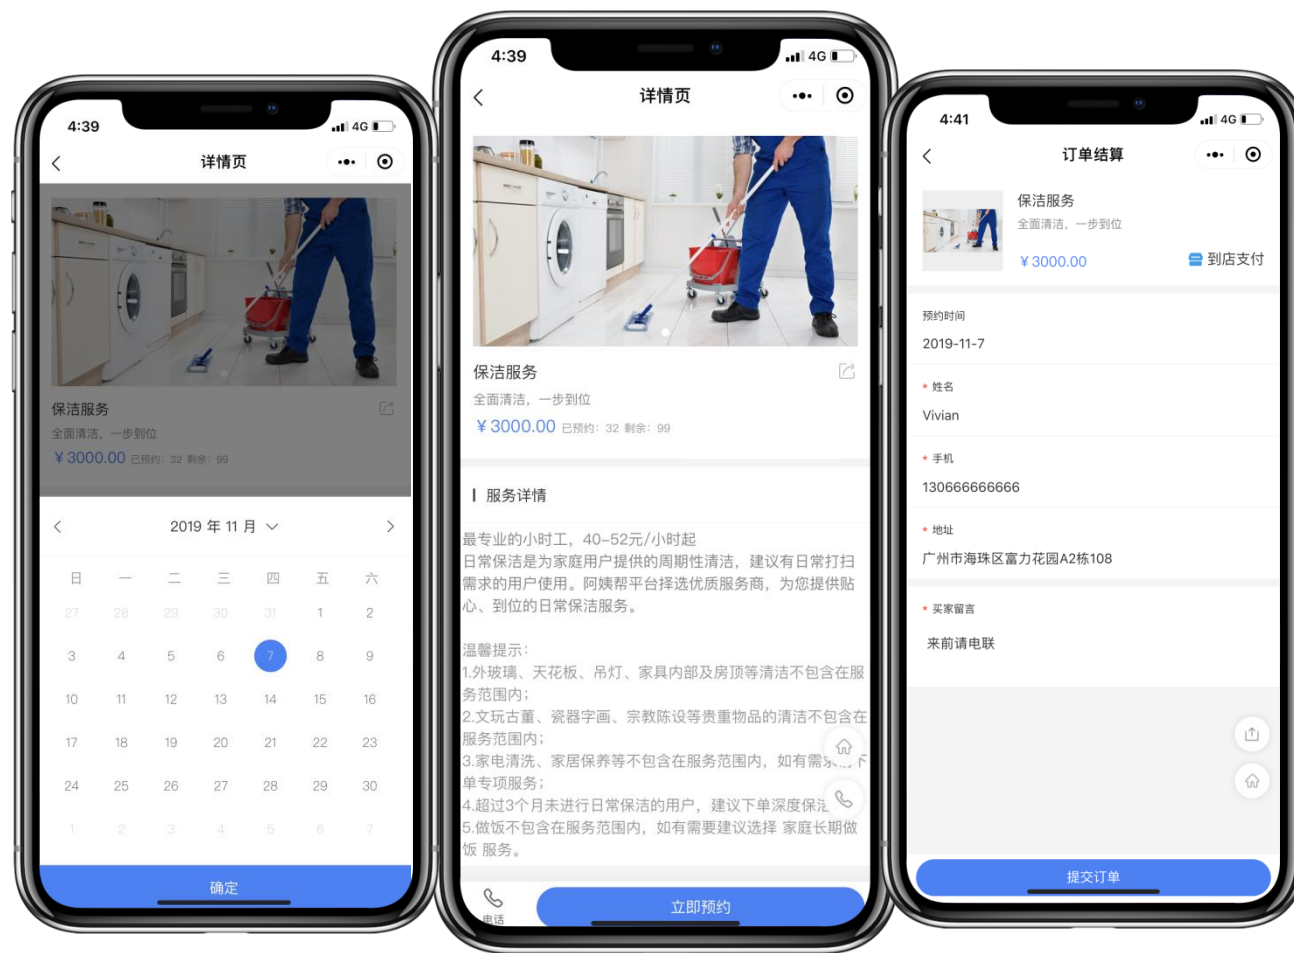 4:39
4G
详情页
保洁服务
全面清洁，一步到位
¥3000.00 已预约：32 剩余：99
2019 年 11 月
日 一 二 三 四 五 六
27 28 29 30 31 1 2
3 4 5 6 7 8 9
10 11 12 13 14 15 16
17 18 19 20 21 22 23
24 25 26 27 28 29 30
1 2 3 4 5 6 7
确定
4:39
4G
详情页
保洁服务
全面清洁，一步到位
¥3000.00 已预约：32 剩余：99
服务详情
最专业的小时工，40-52元/小时起
日常保洁是为家庭用户提供的周期性清洁，建议有日常打扫
需求的用户使用。阿姨帮平台择选优质服务商，为您提供贴
心、到位的日常保洁服务。
温馨提示：
1.外玻璃、天花板、吊灯、家具内部及房顶等清洁不包含在服
务范围内；
2.文玩古董、瓷器字画、宗教陈设等贵重物品的清洁不包含在
服务范围内；
3.家电清洗、家居保养等不包含在服务范围内，如有需下
单专项服务；
4.超过3个月未进行日常保洁的用户，建议下单深度保
5.做饭不包含在服务范围内，如有需要建议选择 家庭长期做
饭 服务。
电话
立即预约
4:41
4G
订单结算
保洁服务
全面清洁，一步到位
¥3000.00
到店支付
预约时间
2019-11-7
* 姓名
Vivian
* 手机
130666666666
* 地址
广州市海珠区富力花园A2栋108
* 买家留言
来前请电联
提交订单